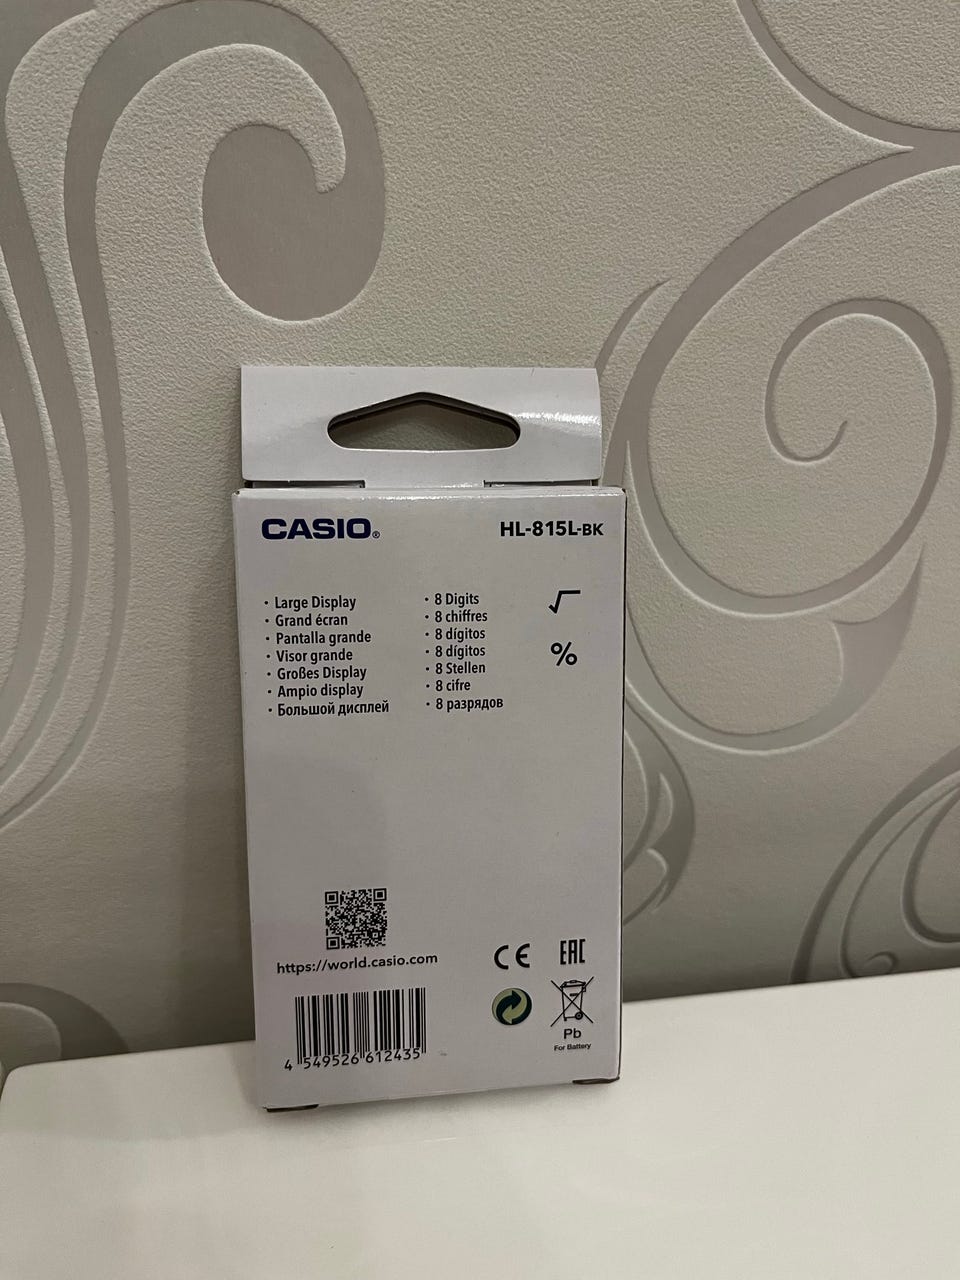 CASIO®
HL-815L-BK
· Large Display
· Grand écran
· Pantalla grande
· Visor grande
· Großes Display
· Ampio display
· Большой дисплей
· 8 Digits
· 8 chiffres
· 8 dígitos
· 8 dígitos
· 8 Stellen
· 8 cifre
· 8 разрядов
√
%
https://world.casio.com
4 549526 612435
CE EAC
Pb
For Battery